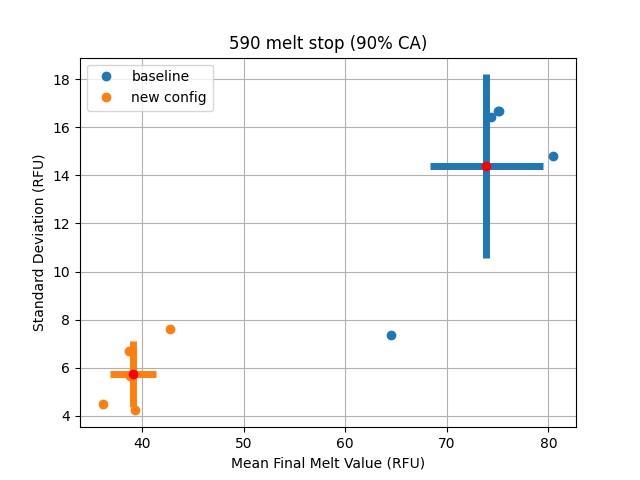 590 melt stop (90% CA)
baseline
new config
18
16
14
12
10
8
6
4
Standard Deviation (RFU)
40 50 60 70 80
Mean Final Melt Value (RFU)